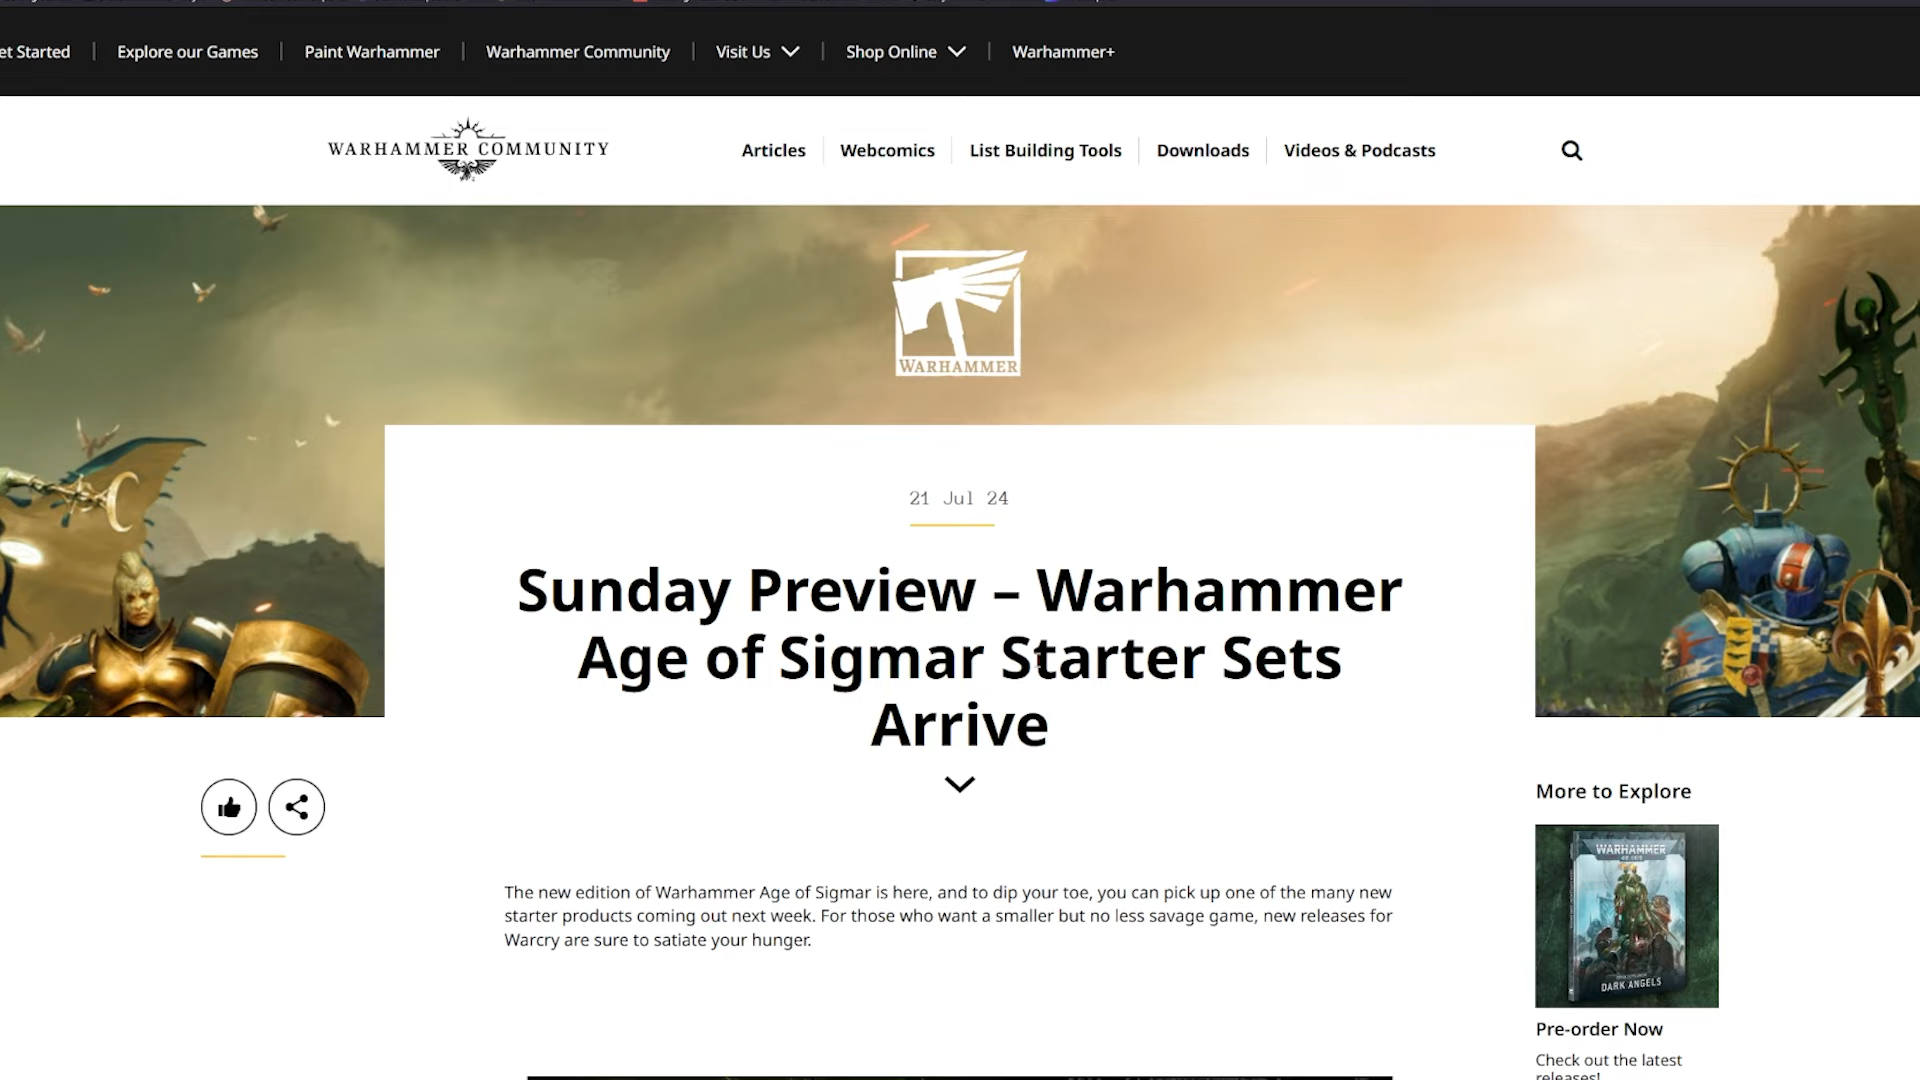 et Started
Explore our Games
Paint Warhammer
Warhammer Community
Visit Us
Shop Online
Warhammer+
WARHAMMER COMMUNITY
Articles
Webcomics
List Building Tools
Downloads
Videos & Podcasts
WARHAMMER
21 Jul 24
Sunday Preview – Warhammer
Age of Sigmar Starter Sets
Arrive
More to Explore
The new edition of Warhammer Age of Sigmar is here, and to dip your toe, you can pick up one of the many new
starter products coming out next week. For those who want a smaller but no less savage game, new releases for
Warcry are sure to satiate your hunger.
WARHAMMER
40,000
DARK ANGELS
Pre-order Now
Check out the latest
releases!